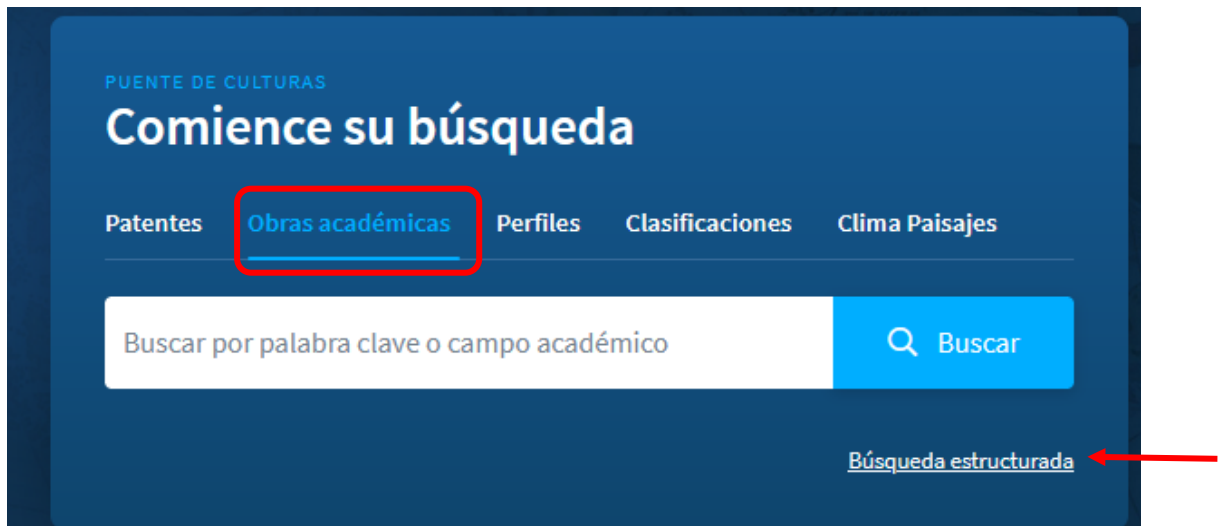 PUENTE DE CULTURAS
Comience su búsqueda
Patentes Obras académicas Perfiles Clasificaciones Clima Paisajes
Buscar por palabra clave o campo académico Buscar
Búsqueda estructurada